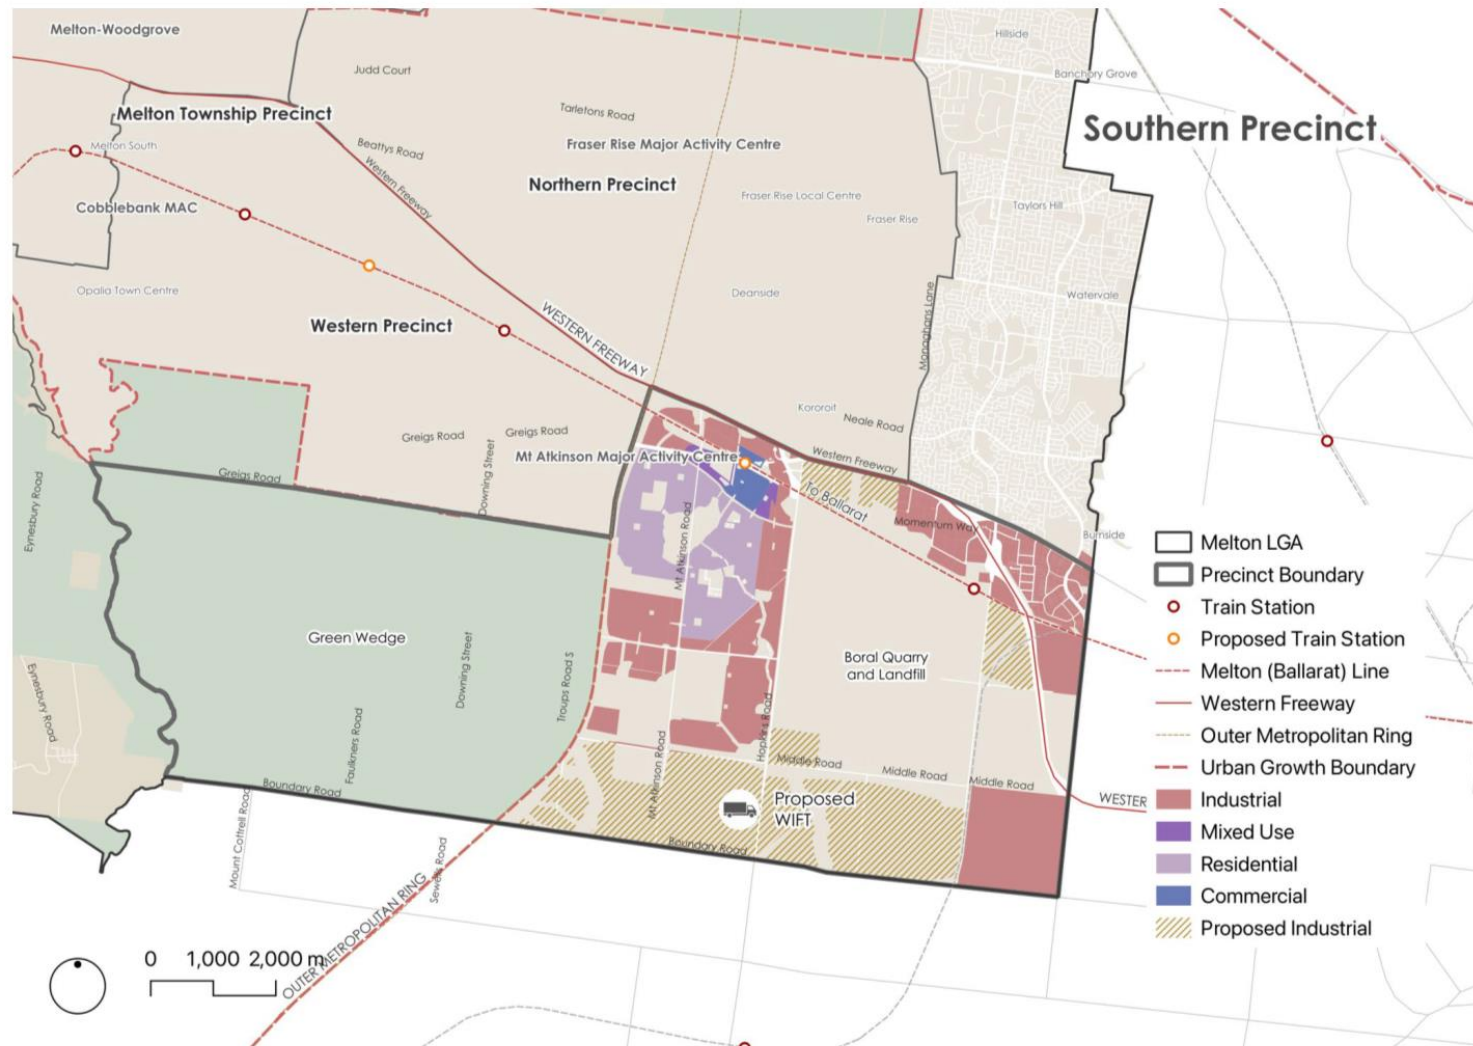 Melton-Woodgrove
Hillside
Judd Court
Banchory Grove
Melton Township Precinct
Tarletons Road
Southern Precinct
Beattys Road
Fraser Rise Major Activity Centre
Melton South
Western Freeway
Northern Precinct
Fraser Rise Local Centre
Taylors Hill
Cobblebank MAC
Fraser Rise
Opalia Town Centre
Deanside
Watervale
Western Precinct
WESTERN FREEWAY
Monaghans Lane
Kororoit
Neale Road
Greigs Road
Greigs Road
Downing Street
Mt Atkinson Major Activity Centre
Western Freeway
Greigs Road
To Ballarat
Eynesbury Road
Momentum Way
Burnside
Mt Atkinson Road
Green Wedge
Downing Street
Troups Road S
Boral Quarry
and Landfill
Eynesbury Road
Faulkners Road
Hopkins Road
Mt Atkinson Road
Middle Road
Middle Road
Middle Road
Boundary Road
Proposed
WIFT
WESTER
Mount Cottrell Road
Sewells Road
Boundary Road
OUTER METROPOLITAN RING
0 1,000 2,000 m
Melton LGA
Precinct Boundary
Train Station
Proposed Train Station
Melton (Ballarat) Line
Western Freeway
Outer Metropolitan Ring
Urban Growth Boundary
Industrial
Mixed Use
Residential
Commercial
Proposed Industrial